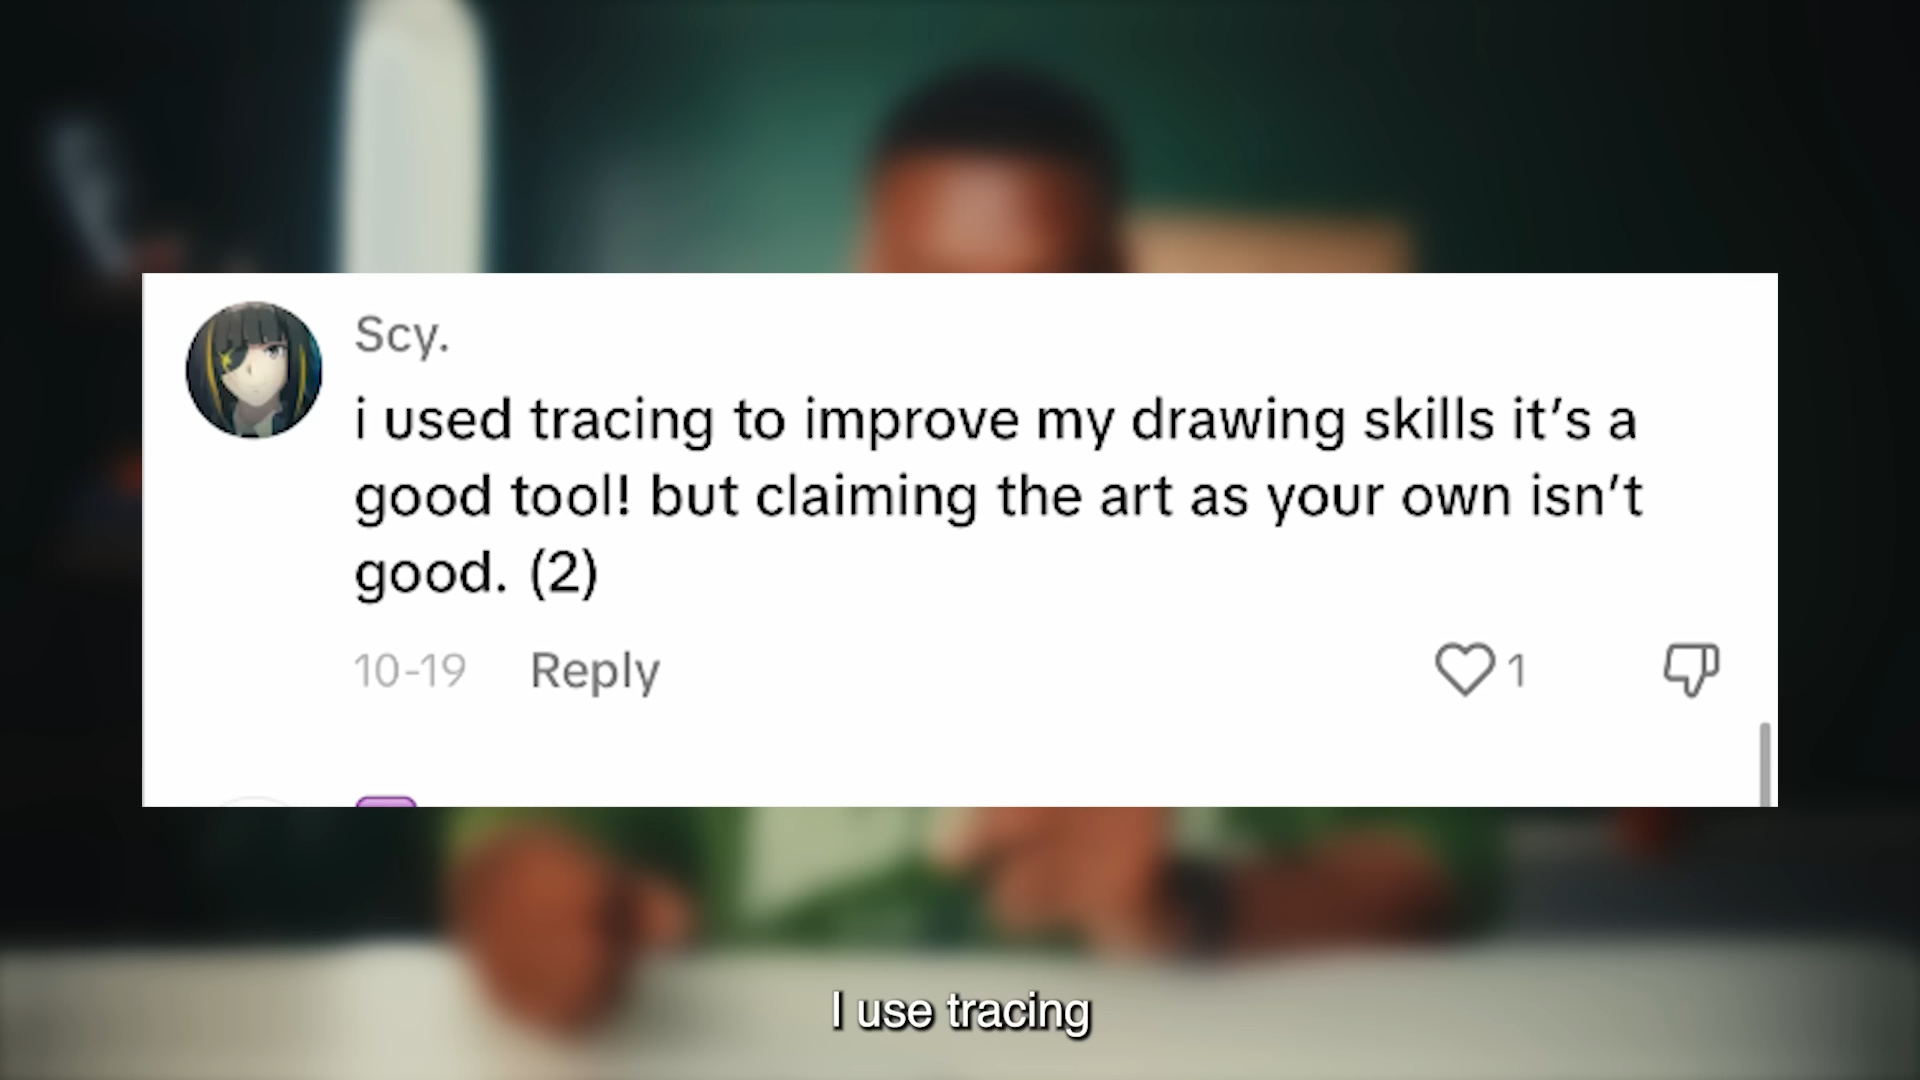 Scy.
i used tracing to improve my drawing skills it’s a
good tool! but claiming the art as your own isn’t
good. (2)
10-19 Reply 1
I use tracing